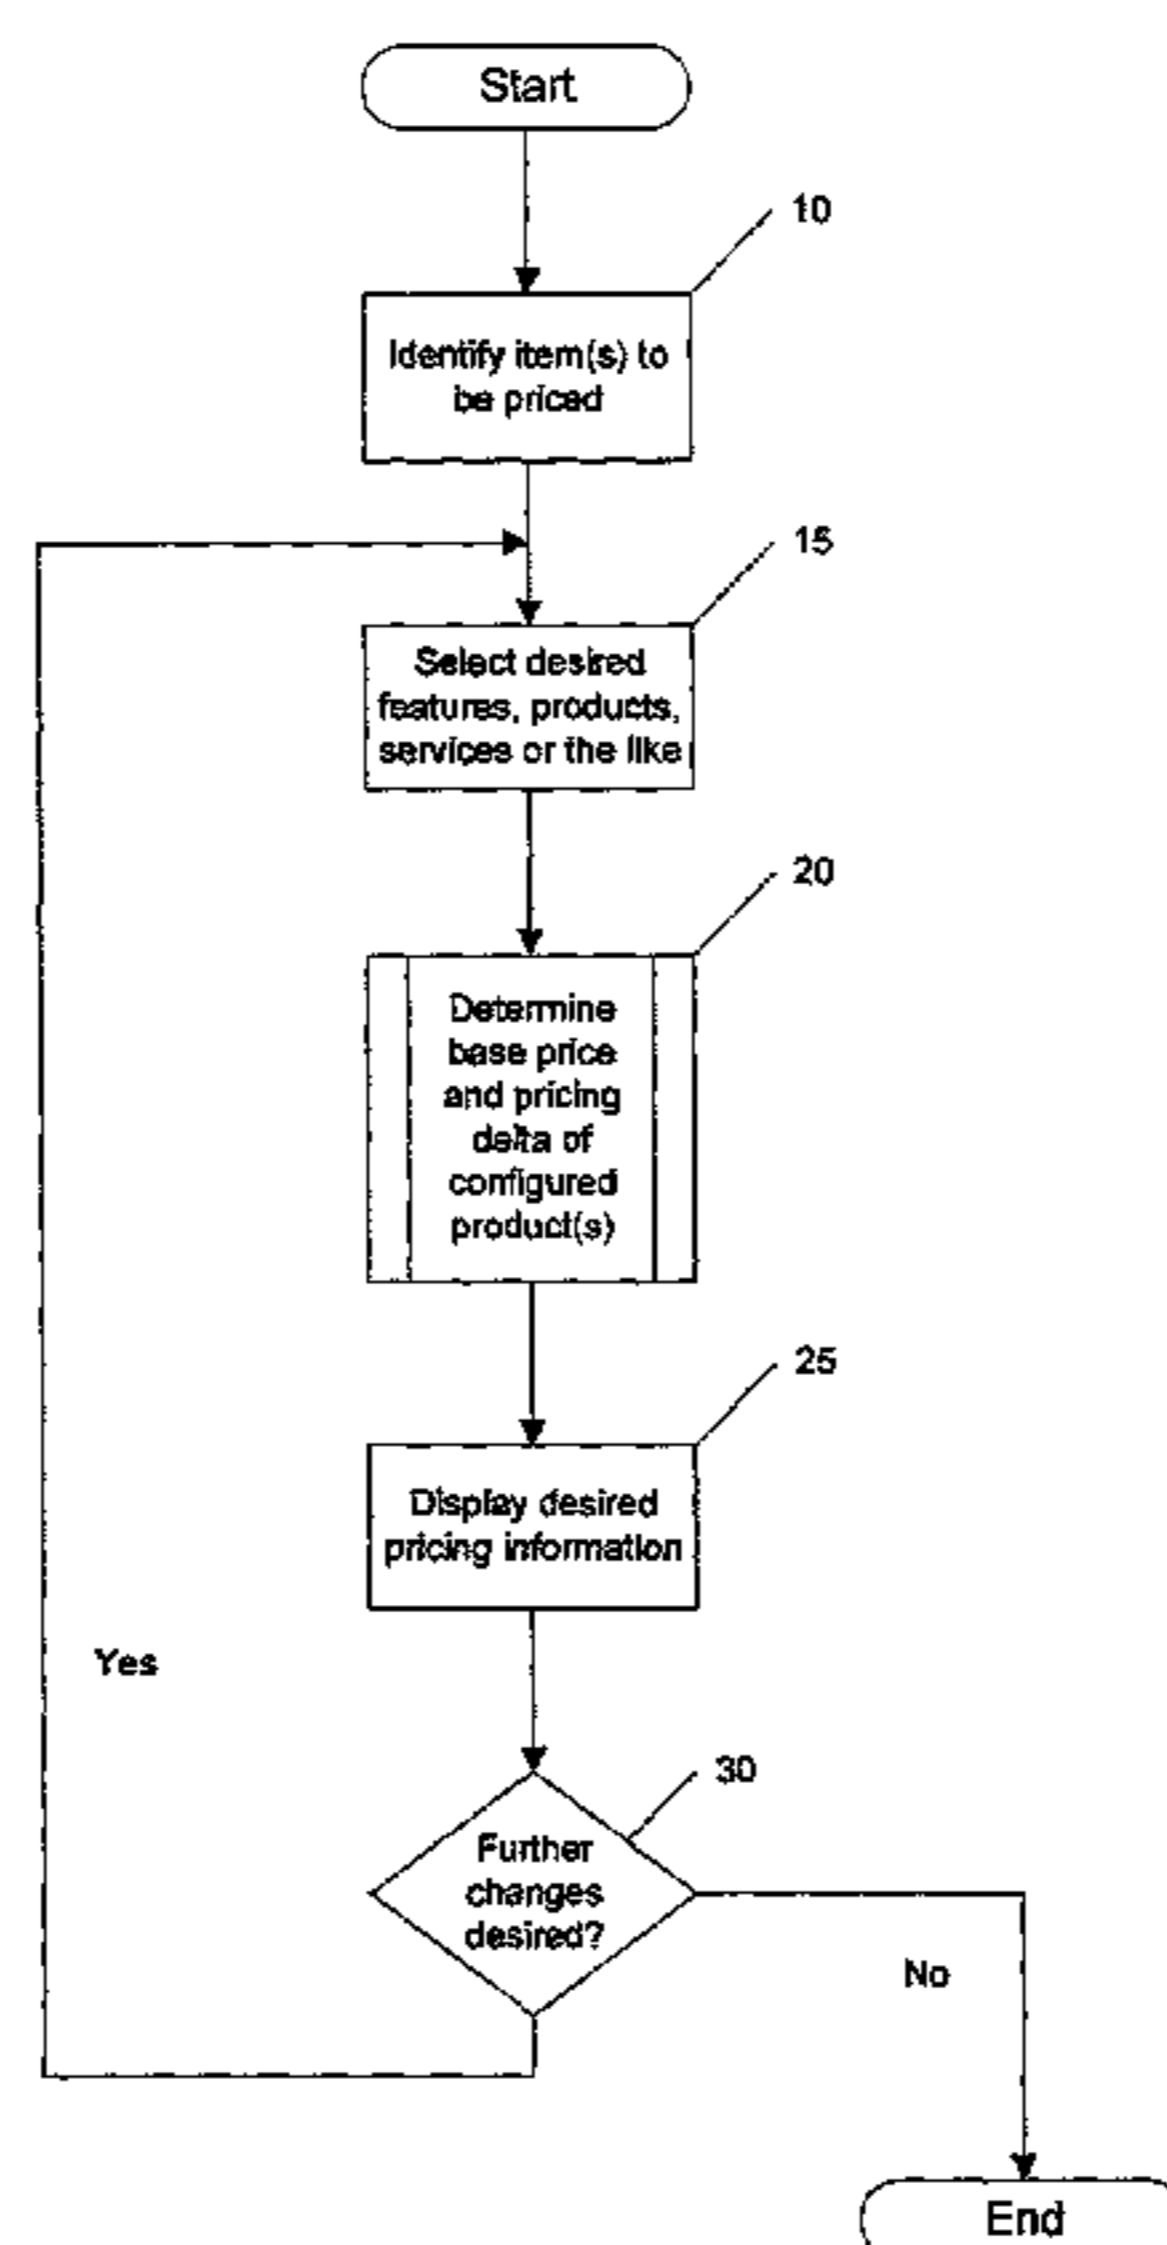 Start
10
Identify item(s) to
be priced
15
Select desired
features, products,
services or the like
20
Determine
base price
and pricing
delta of
configured
product(s)
25
Display desired
pricing information
Yes
30
Further
changes
desired?
No
End